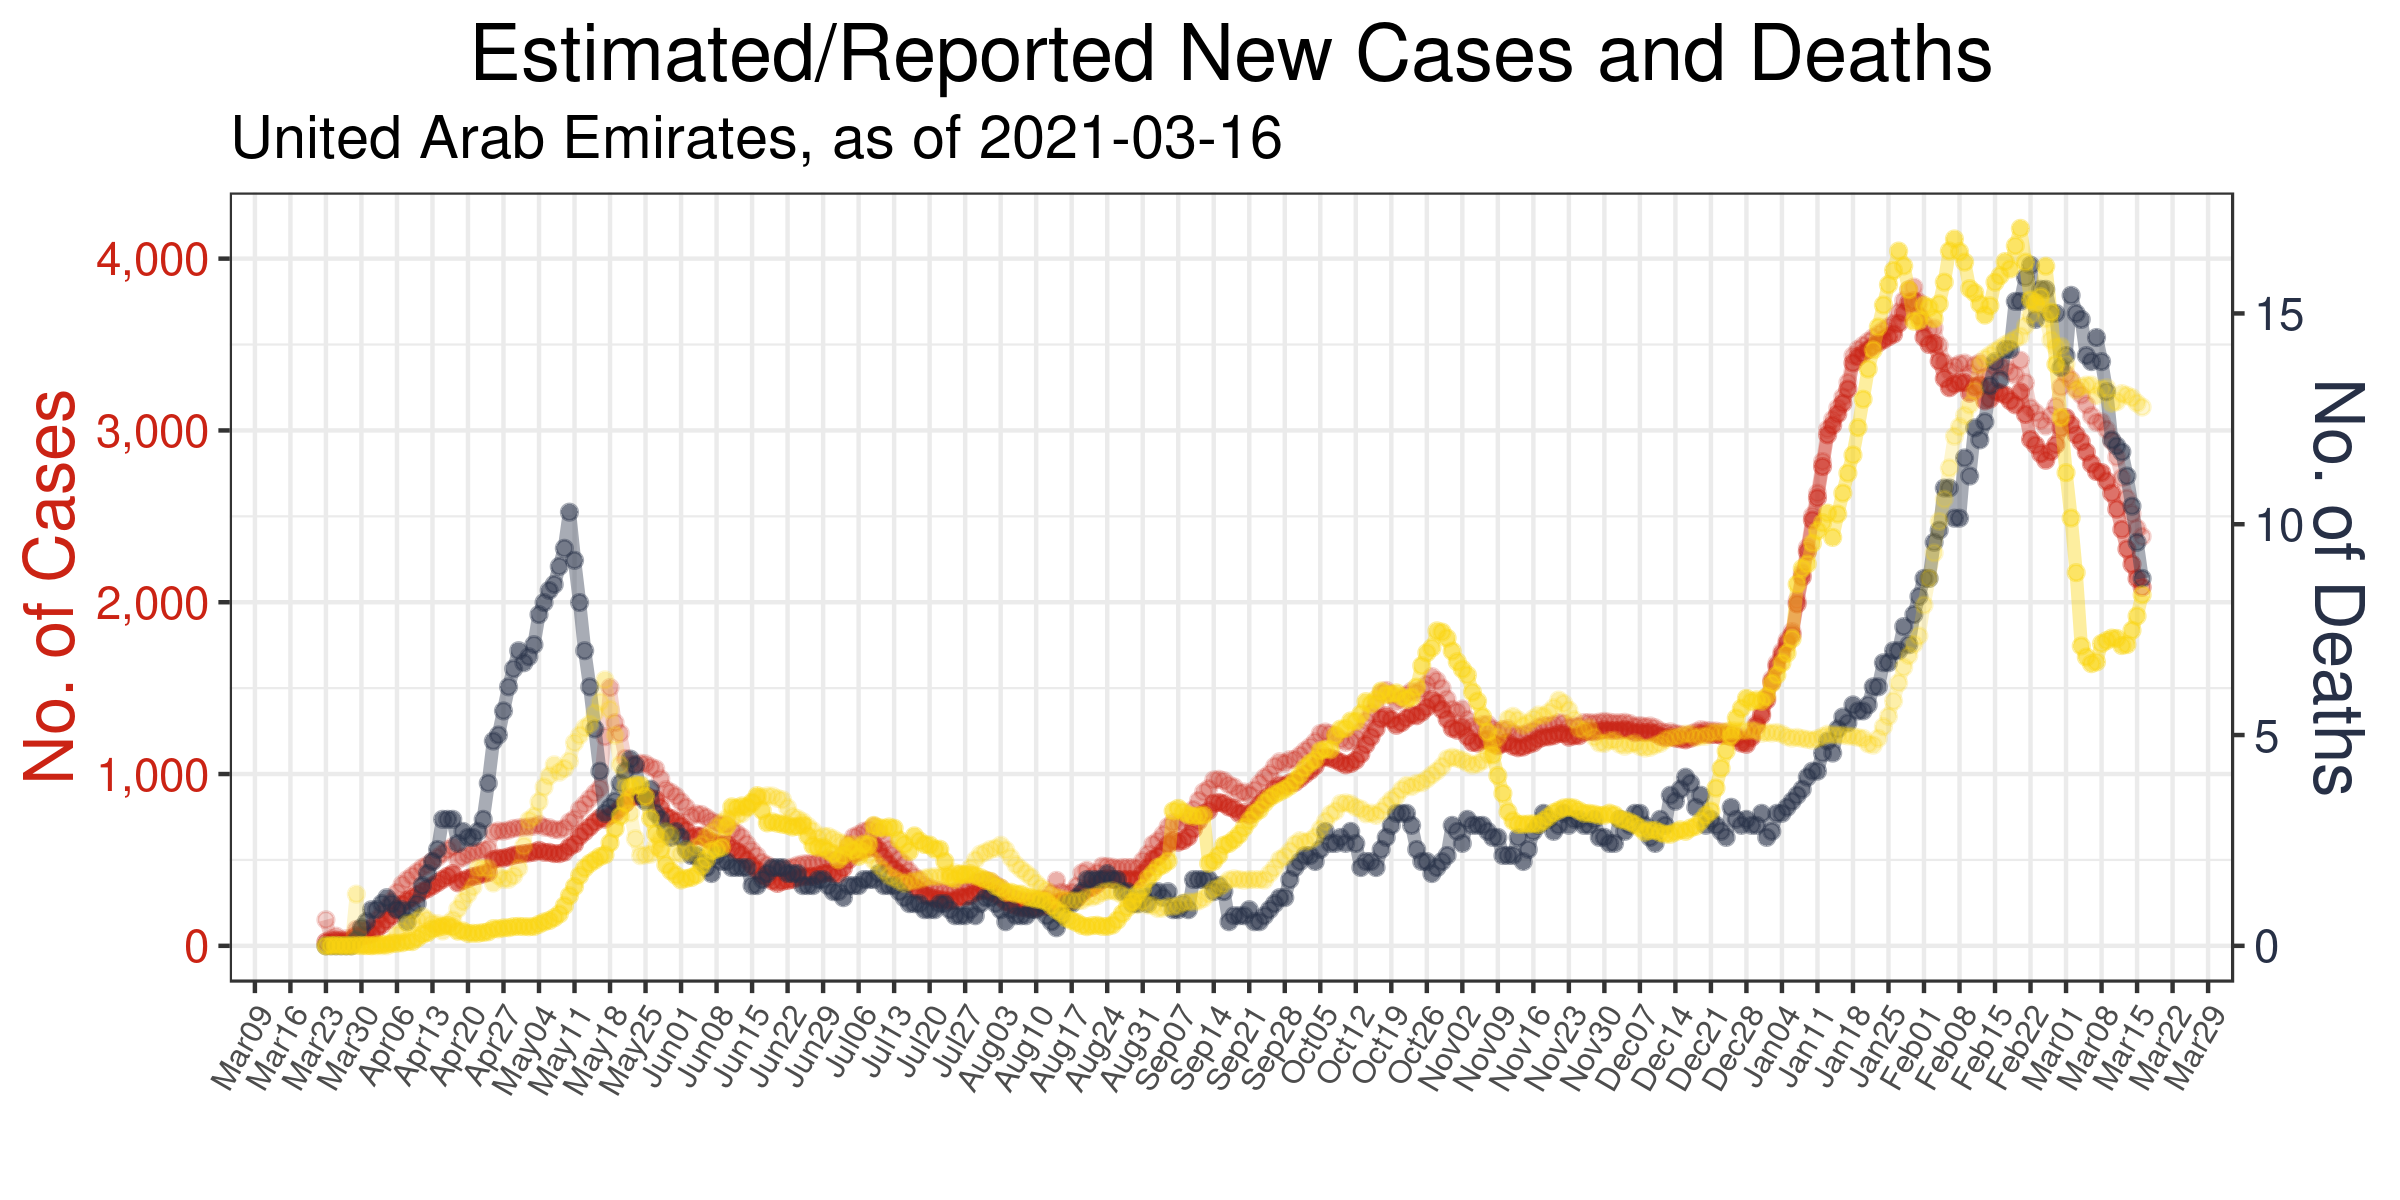 Estimated/Reported New Cases and Deaths
United Arab Emirates, as of 2021-03-16
No. of Cases
4,000
3,000
2,000
1,000
0
15
10
5
0
No. of Deaths
Mar09 Mar16 Mar23 Mar30 Apr06 Apr13 Apr20 Apr27 May04 May11 May18 May25 Jun01 Jun08 Jun15 Jun22 Jun29 Jul06 Jul13 Jul20 Jul27 Aug03 Aug10 Aug17 Aug24 Aug31 Sep07 Sep14 Sep21 Sep28 Oct05 Oct12 Oct19 Oct26 Nov02 Nov09 Nov16 Nov23 Nov30 Dec07 Dec14 Dec21 Dec28 Jan04 Jan11 Jan18 Jan25 Feb01 Feb08 Feb15 Feb22 Mar01 Mar08 Mar15 Mar22 Mar29